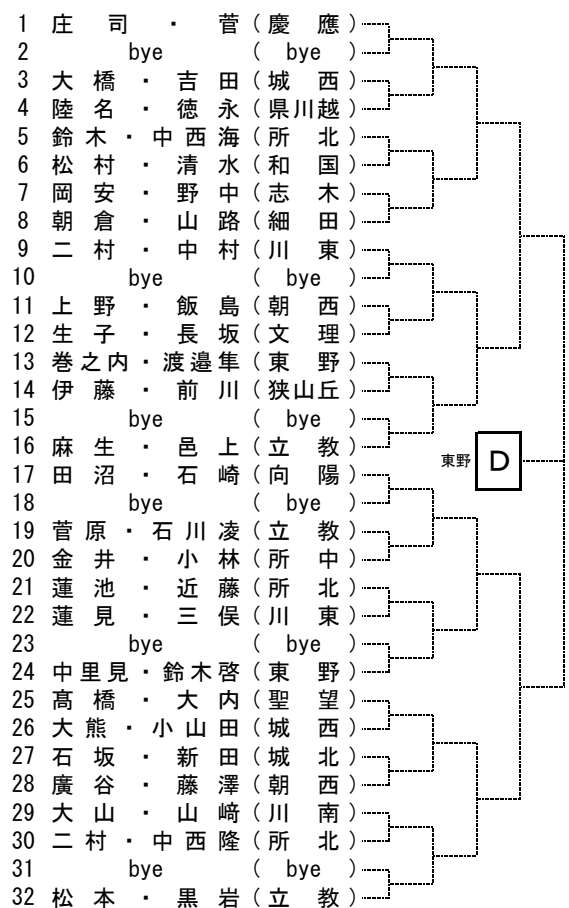 1 庄司・菅（慶應）
2 bye（bye）
3 大橋・吉田（城西）
4 陸名・徳永（県川越）
5 鈴木・中西海（所北）
6 松村・清水（和国）
7 岡安・野中（志木）
8 朝倉・山路（細田）
9 二村・中村（川東）
10 bye（bye）
11 上野・飯島（朝西）
12 生子・長坂（文理）
13 巻之内・渡邉隼（東野）
14 伊藤・前川（狭山丘）
15 bye（bye）
16 麻生・邑上（立教）
東野 D
17 田沼・石崎（向陽）
18 bye（bye）
19 菅原・石川凌（立教）
20 金井・小林（所中）
21 蓮池・近藤（所北）
22 蓮見・三俣（川東）
23 bye（bye）
24 中里見・鈴木啓（東野）
25 髙橋・大内（聖望）
26 大熊・小山田（城西）
27 石坂・新田（城北）
28 廣谷・藤澤（朝西）
29 大山・山﨑（川南）
30 二村・中西隆（所北）
31 bye（bye）
32 松本・黒岩（立教）